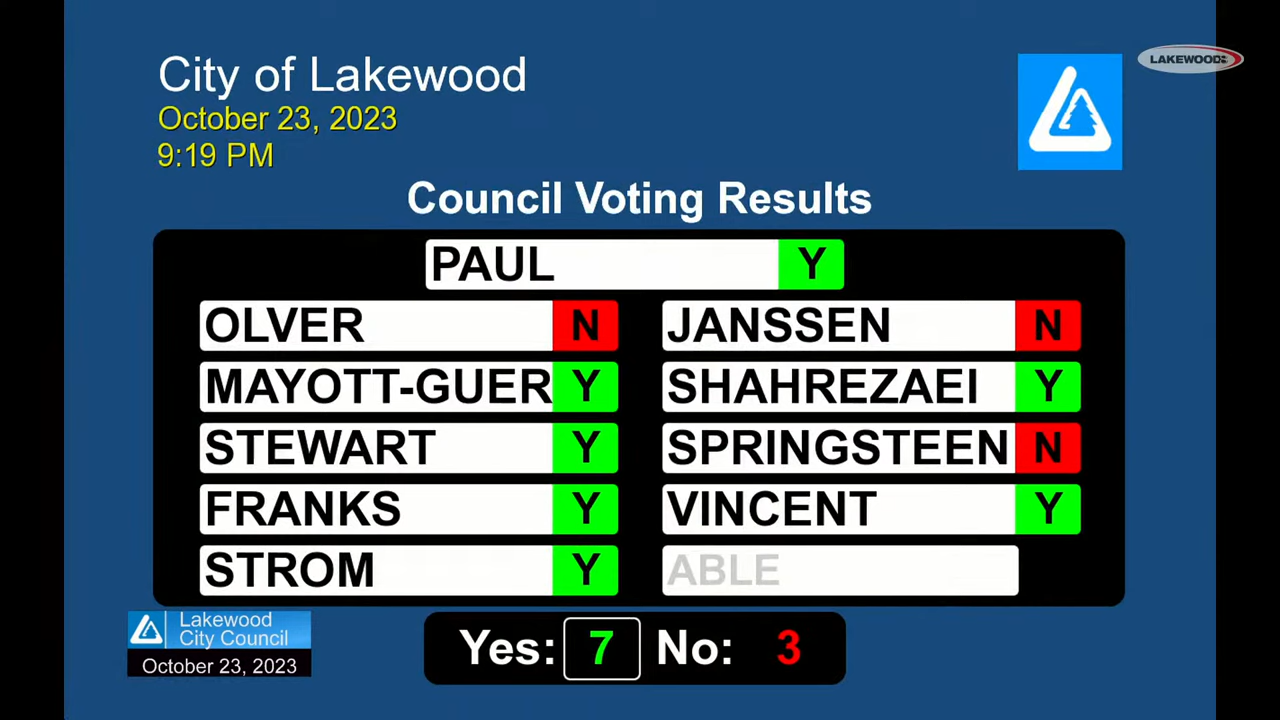 City of Lakewood
October 23, 2023
9:19 PM
LAKEWOOD
Council Voting Results
PAUL Y
OLVER N JANSSEN N
MAYOTT-GUER Y SHAHREZAEI Y
STEWART Y SPRINGSTEEN N
FRANKS Y VINCENT Y
STROM Y ABLE
Lakewood
City Council
October 23, 2023
Yes: 7 No: 3